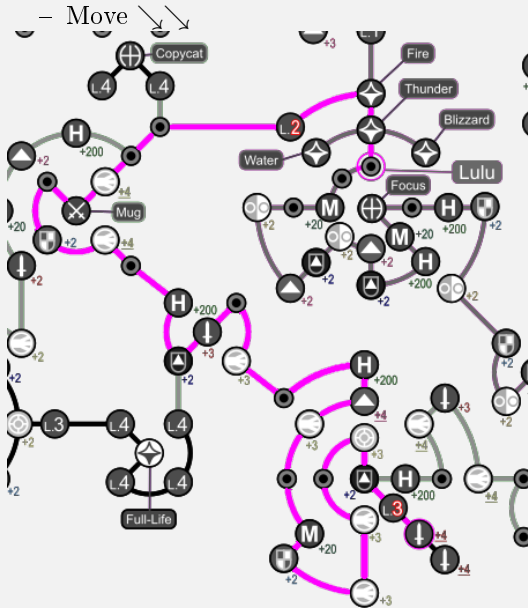 – Move ↘↘
Copycat
+3
Fire
L.4
L.4
Thunder
L.2
H
Blizzard
+200
Water
+2
Lulu
+4
Focus
Mug
+20
+2
M
+20
H
+200
+2
+2
+4
M
+20
+2
+2
+2
H
+200
+2
+2
+2
H
+200
+3
+2
+2
+2
+3
H
+200
+2
+4
+3
+2
+3
+4
L.3
L.4
L.4
+3
H
+200
+4
+2
L.4
L.4
+2
L.3
+3
+4
Full-Life
M
+20
+4
+2
+3